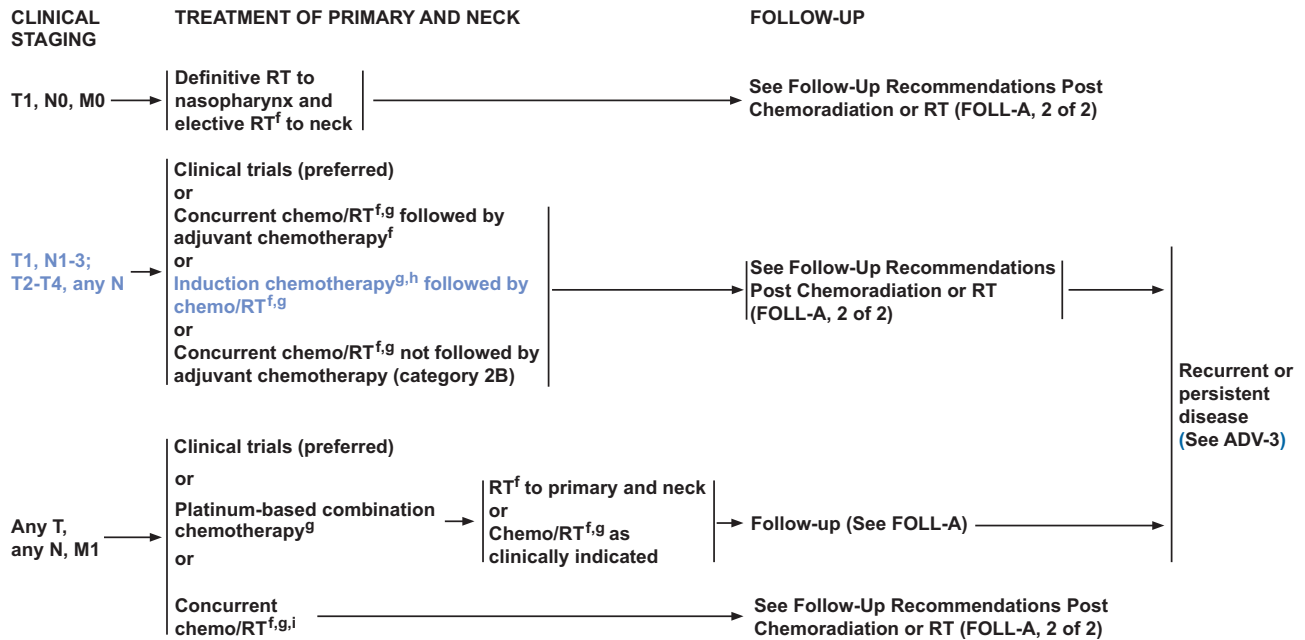 CLINICAL
STAGING
TREATMENT OF PRIMARY AND NECK
FOLLOW-UP
T1, N0, M0
Definitive RT to
nasopharynx and
elective RTf to neck
See Follow-Up Recommendations Post
Chemoradiation or RT (FOLL-A, 2 of 2)
T1, N1-3;
T2-T4, any N
Clinical trials (preferred)
or
Concurrent chemo/RTf,g followed by
adjuvant chemotherapyf
or
Induction chemotherapyg,h followed by
chemo/RTf,g
or
Concurrent chemo/RTf,g not followed by
adjuvant chemotherapy (category 2B)
See Follow-Up Recommendations
Post Chemoradiation or RT
(FOLL-A, 2 of 2)
Recurrent or
persistent
disease
(See ADV-3)
Any T,
any N, M1
Clinical trials (preferred)
or
Platinum-based combination
chemotherapyg
or
Concurrent
chemo/RTf,g,i
RTf to primary and neck
or
Chemo/RTf,g as
clinically indicated
Follow-up (See FOLL-A)
See Follow-Up Recommendations Post
Chemoradiation or RT (FOLL-A, 2 of 2)